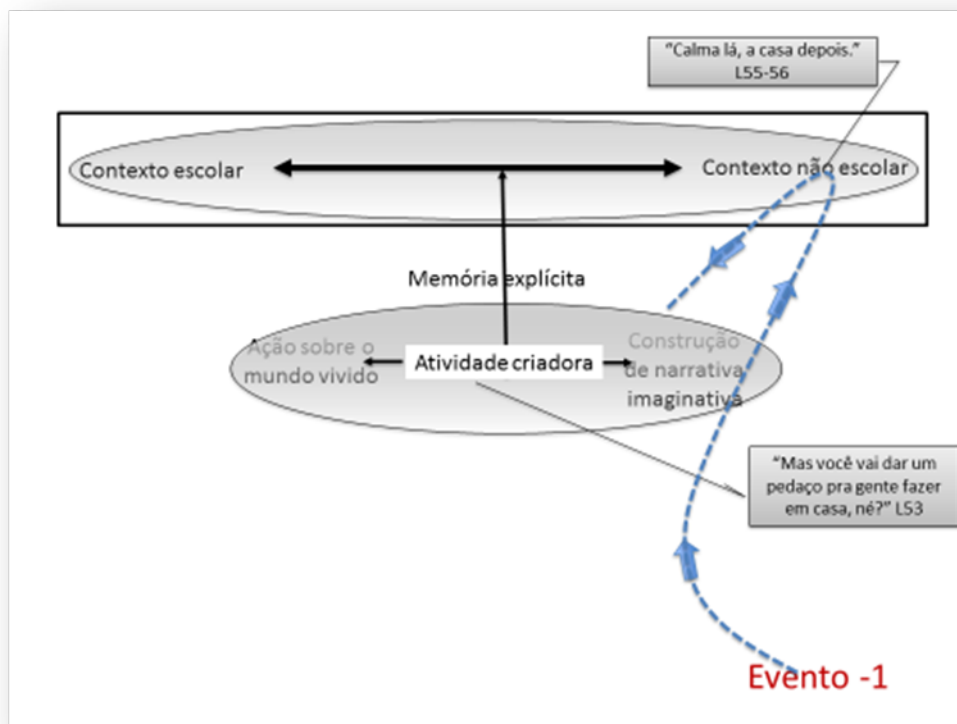 “Calma lá, a casa depois.”
L55-56
Contexto escolar
Contexto não escolar
Memória explícita
Ação sobre o
mundo vivido
Atividade criadora
Construção
de narrativa
imaginativa
“Mas você vai dar um
pedaço pra gente fazer
em casa, né?” L53
Evento -1